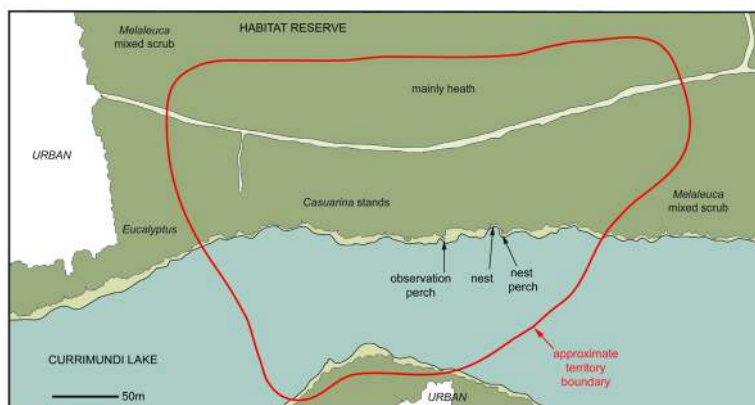 Melaleuca
mixed scrub
HABITAT RESERVE
mainly heath
URBAN
Casuarina stands
Melaleuca
mixed scrub
Eucalyptus
observation
perch
nest
nest
perch
CURRIMUNDI LAKE
approximate
territory
boundary
50m
URBAN